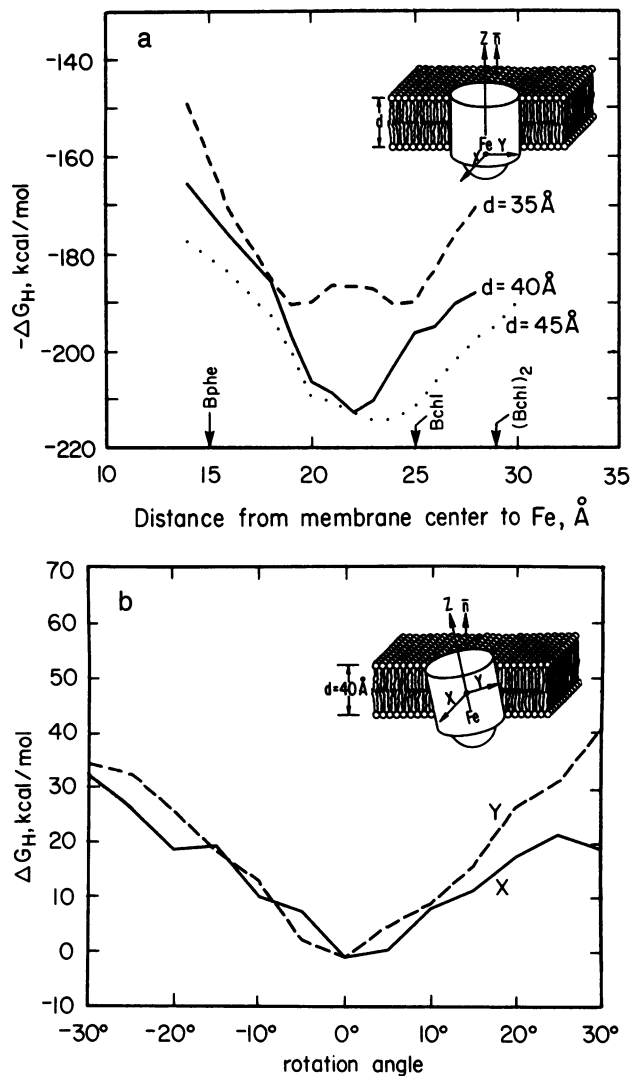 a
-140
-160
-180
-200
-220
-ΔG_H, kcal/mol
10 15 20 25 30 35
Distance from membrane center to Fe, Å
Bphe
Bchl
(Bchl)₂
d=35Å
d=40Å
d=45Å
Z n̄
d
Fe Y
X
b
70
60
50
40
30
20
10
0
-10
ΔG_H, kcal/mol
-30° -20° -10° 0° 10° 20° 30°
rotation angle
Y
X
Z n̄
d=40Å
X Y
Fe